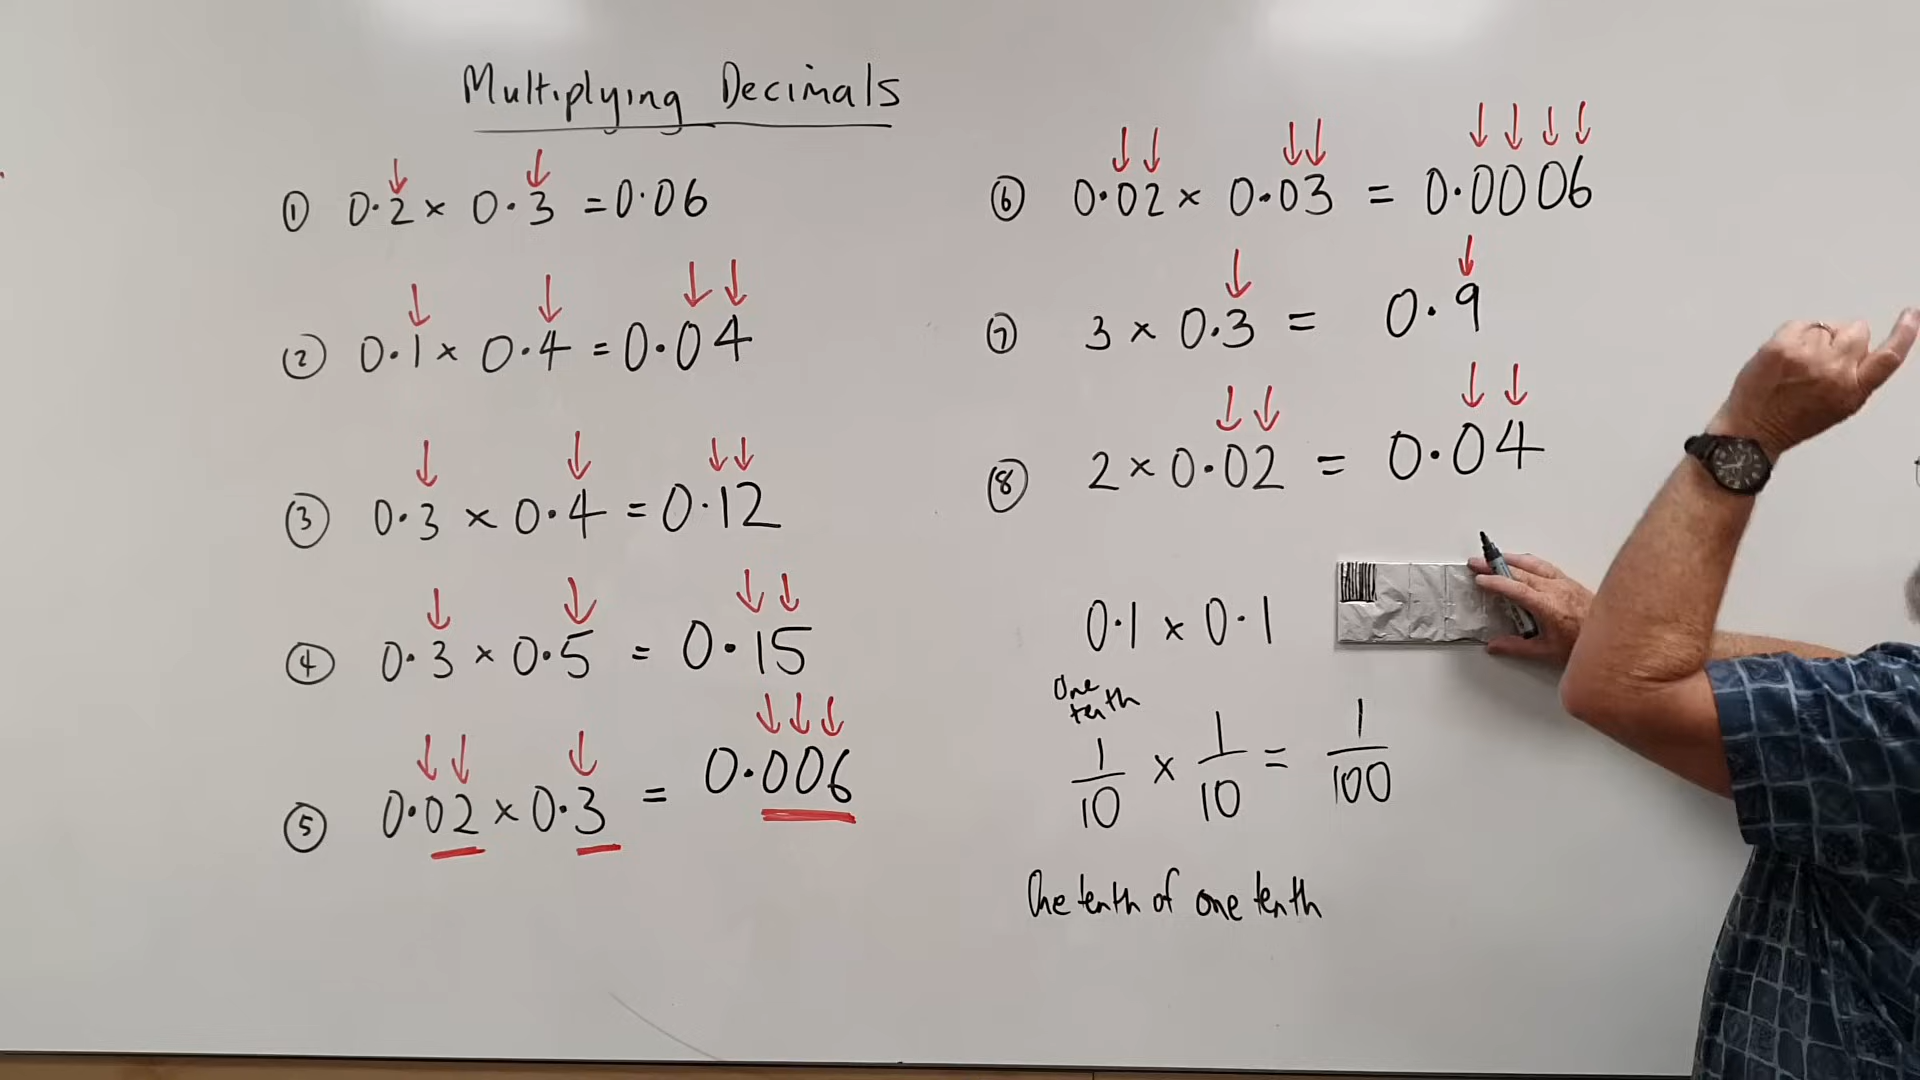 Multiplying Decimals
① 0.2 × 0.3 = 0.06
② 0.1 × 0.4 = 0.04
③ 0.3 × 0.4 = 0.12
④ 0.3 × 0.5 = 0.15
⑤ 0.02 × 0.3 = 0.006
⑥ 0.02 × 0.03 = 0.0006
⑦ 3 × 0.3 = 0.9
⑧ 2 × 0.02 = 0.04
0.1 × 0.1
One
tenth
1/10 × 1/10 = 1/100
One tenth of one tenth